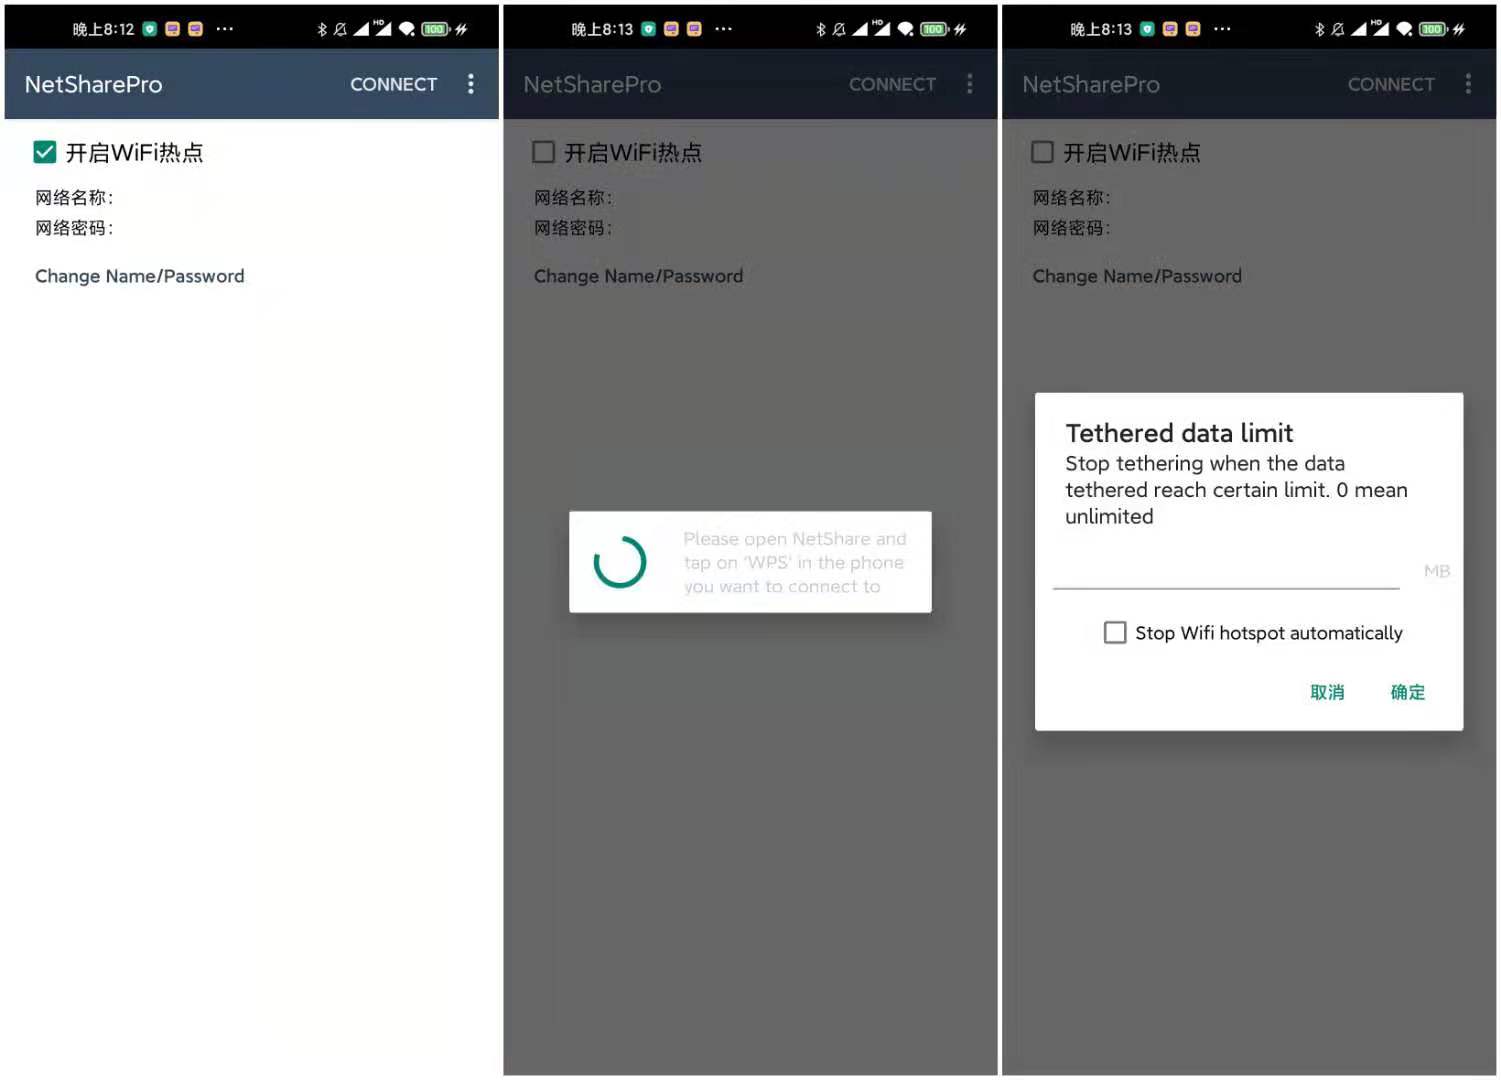 晚上8:12
100
NetSharePro
CONNECT
开启WiFi热点
网络名称：
网络密码：
Change Name/Password
晚上8:13
100
NetSharePro
CONNECT
开启WiFi热点
网络名称：
网络密码：
Change Name/Password
Please open NetShare and
tap on 'WPS' in the phone
you want to connect to
晚上8:13
100
NetSharePro
CONNECT
开启WiFi热点
网络名称：
网络密码：
Change Name/Password
Tethered data limit
Stop tethering when the data
tethered reach certain limit. 0 mean
unlimited
MB
Stop Wifi hotspot automatically
取消
确定